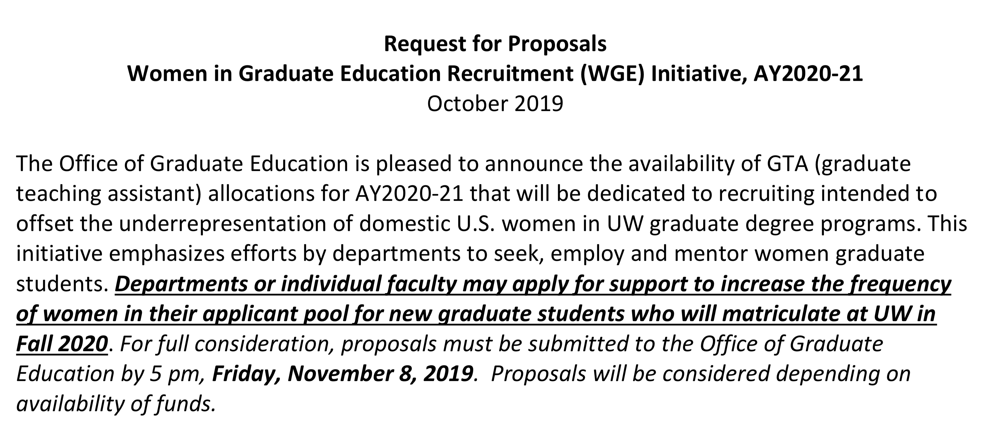 Request for Proposals
Women in Graduate Education Recruitment (WGE) Initiative, AY2020-21
October 2019
The Office of Graduate Education is pleased to announce the availability of GTA (graduate
teaching assistant) allocations for AY2020-21 that will be dedicated to recruiting intended to
offset the underrepresentation of domestic U.S. women in UW graduate degree programs. This
initiative emphasizes efforts by departments to seek, employ and mentor women graduate
students. Departments or individual faculty may apply for support to increase the frequency
of women in their applicant pool for new graduate students who will matriculate at UW in
Fall 2020. For full consideration, proposals must be submitted to the Office of Graduate
Education by 5 pm, Friday, November 8, 2019.  Proposals will be considered depending on
availability of funds.